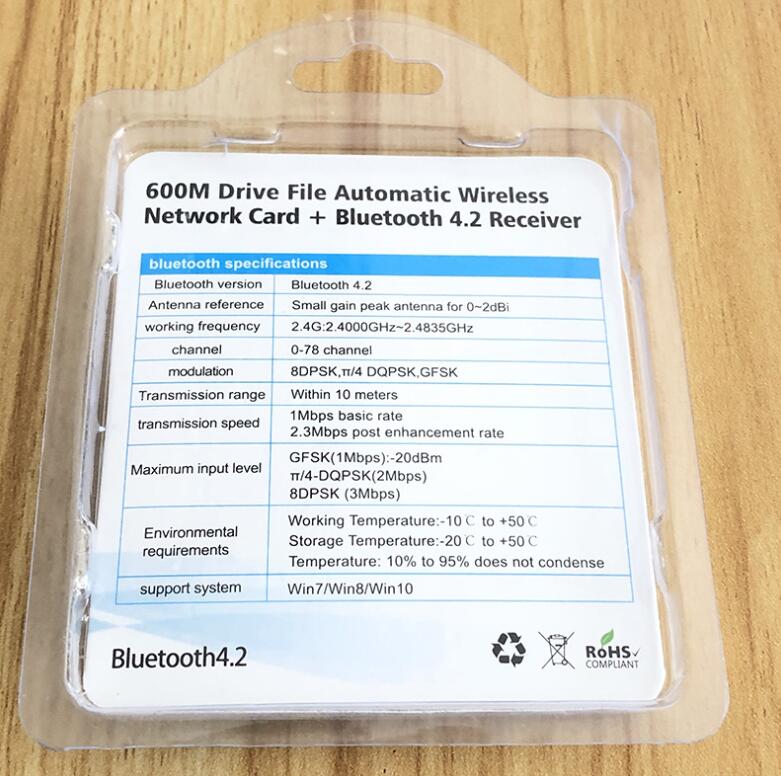 600M Drive File Automatic Wireless
Network Card + Bluetooth 4.2 Receiver
bluetooth specifications
Bluetooth version Bluetooth 4.2
Antenna reference Small gain peak antenna for 0~2dBi
working frequency 2.4G:2.4000GHz~2.4835GHz
channel 0-78 channel
modulation 8DPSK,π/4 DQPSK,GFSK
Transmission range Within 10 meters
transmission speed
1Mbps basic rate
2.3Mbps post enhancement rate
Maximum input level
GFSK(1Mbps):-20dBm
π/4-DQPSK(2Mbps)
8DPSK (3Mbps)
Environmental
requirements
Working Temperature:-10℃ to +50℃
Storage Temperature:-20℃ to +50℃
Temperature: 10% to 95% does not condense
support system Win7/Win8/Win10
Bluetooth4.2
RoHS✓
COMPLIANT